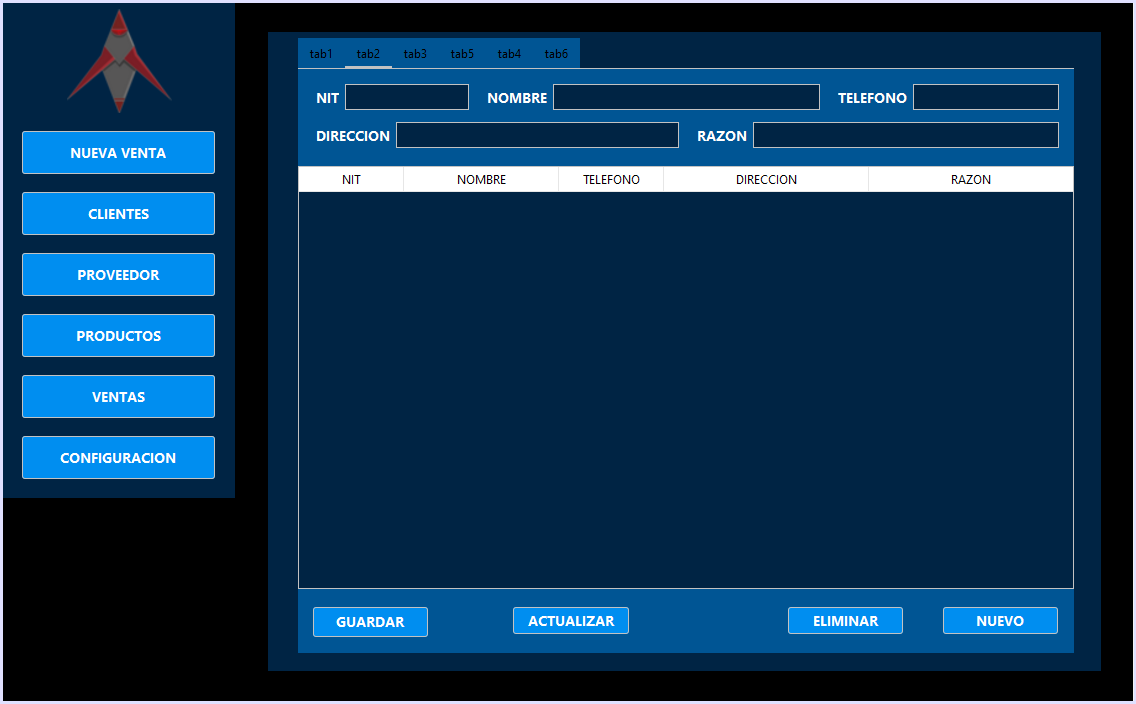 NUEVA VENTA
CLIENTES
PROVEEDOR
PRODUCTOS
VENTAS
CONFIGURACION
tab1 tab2 tab3 tab5 tab4 tab6
NIT NOMBRE TELEFONO
DIRECCION RAZON
NIT NOMBRE TELEFONO DIRECCION RAZON
GUARDAR ACTUALIZAR ELIMINAR NUEVO